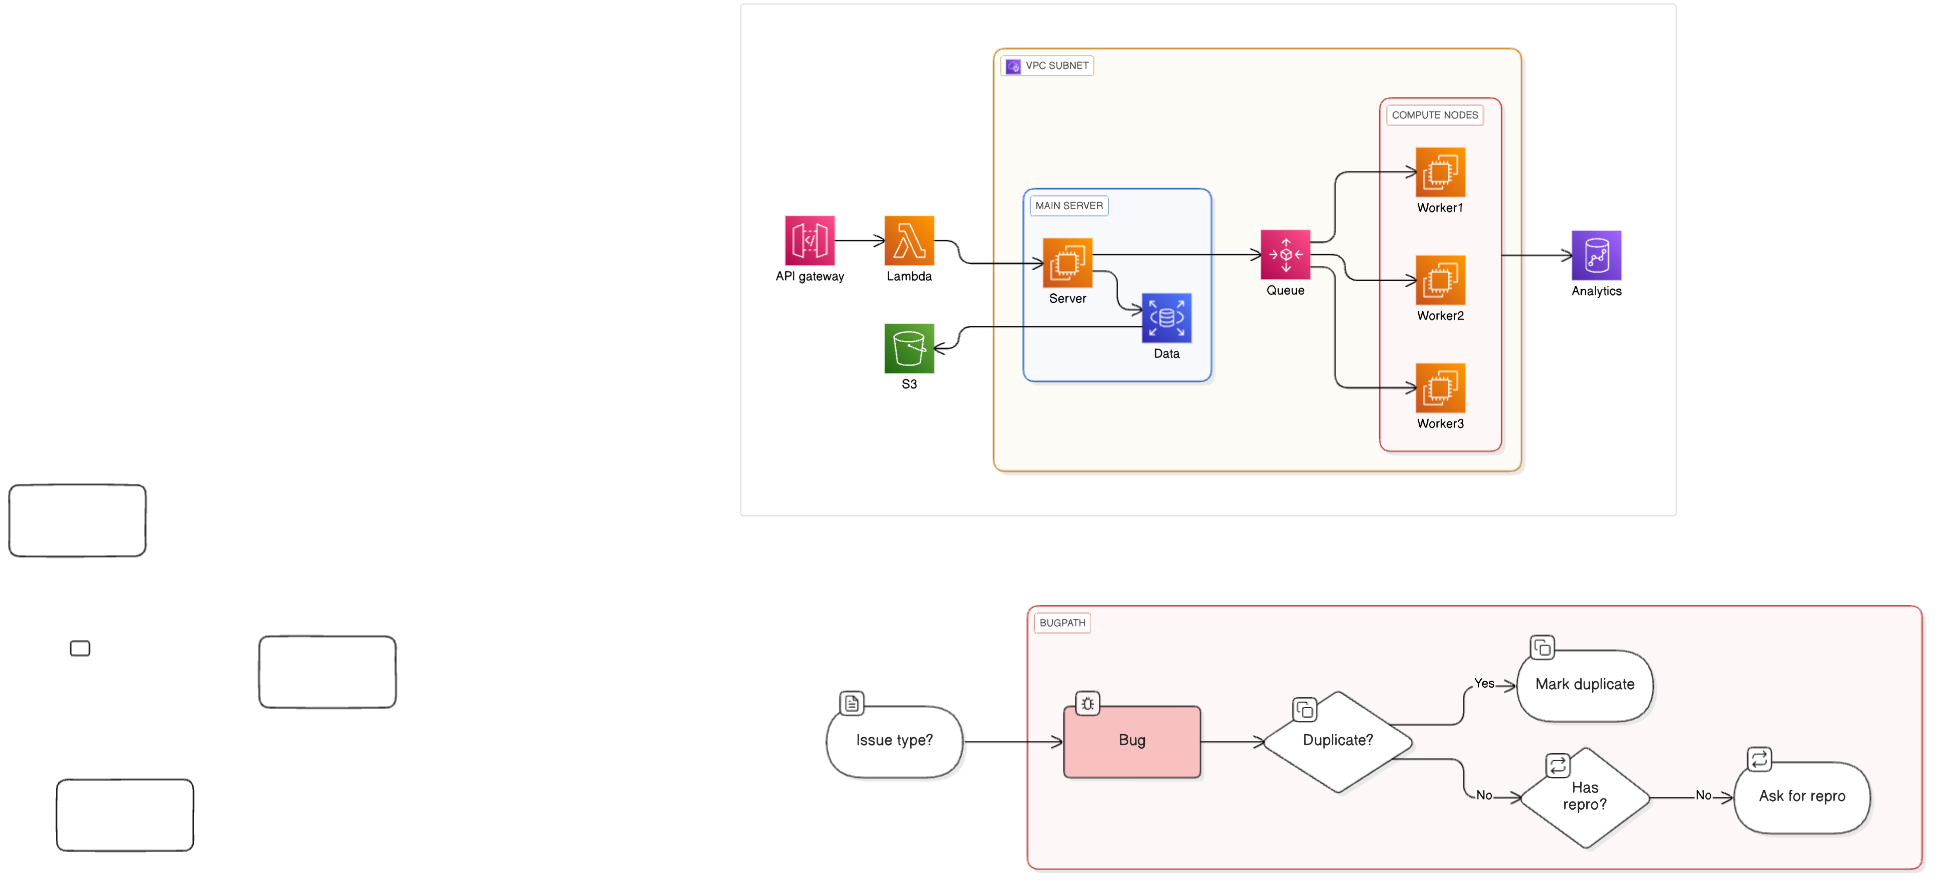 VPC SUBNET
COMPUTE NODES
Worker1
MAIN SERVER
API gateway
Lambda
Server
Queue
Analytics
Worker2
Data
S3
Worker3
BUGPATH
Issue type?
Bug
Duplicate?
Yes
Mark duplicate
No
Has
repro?
No
Ask for repro